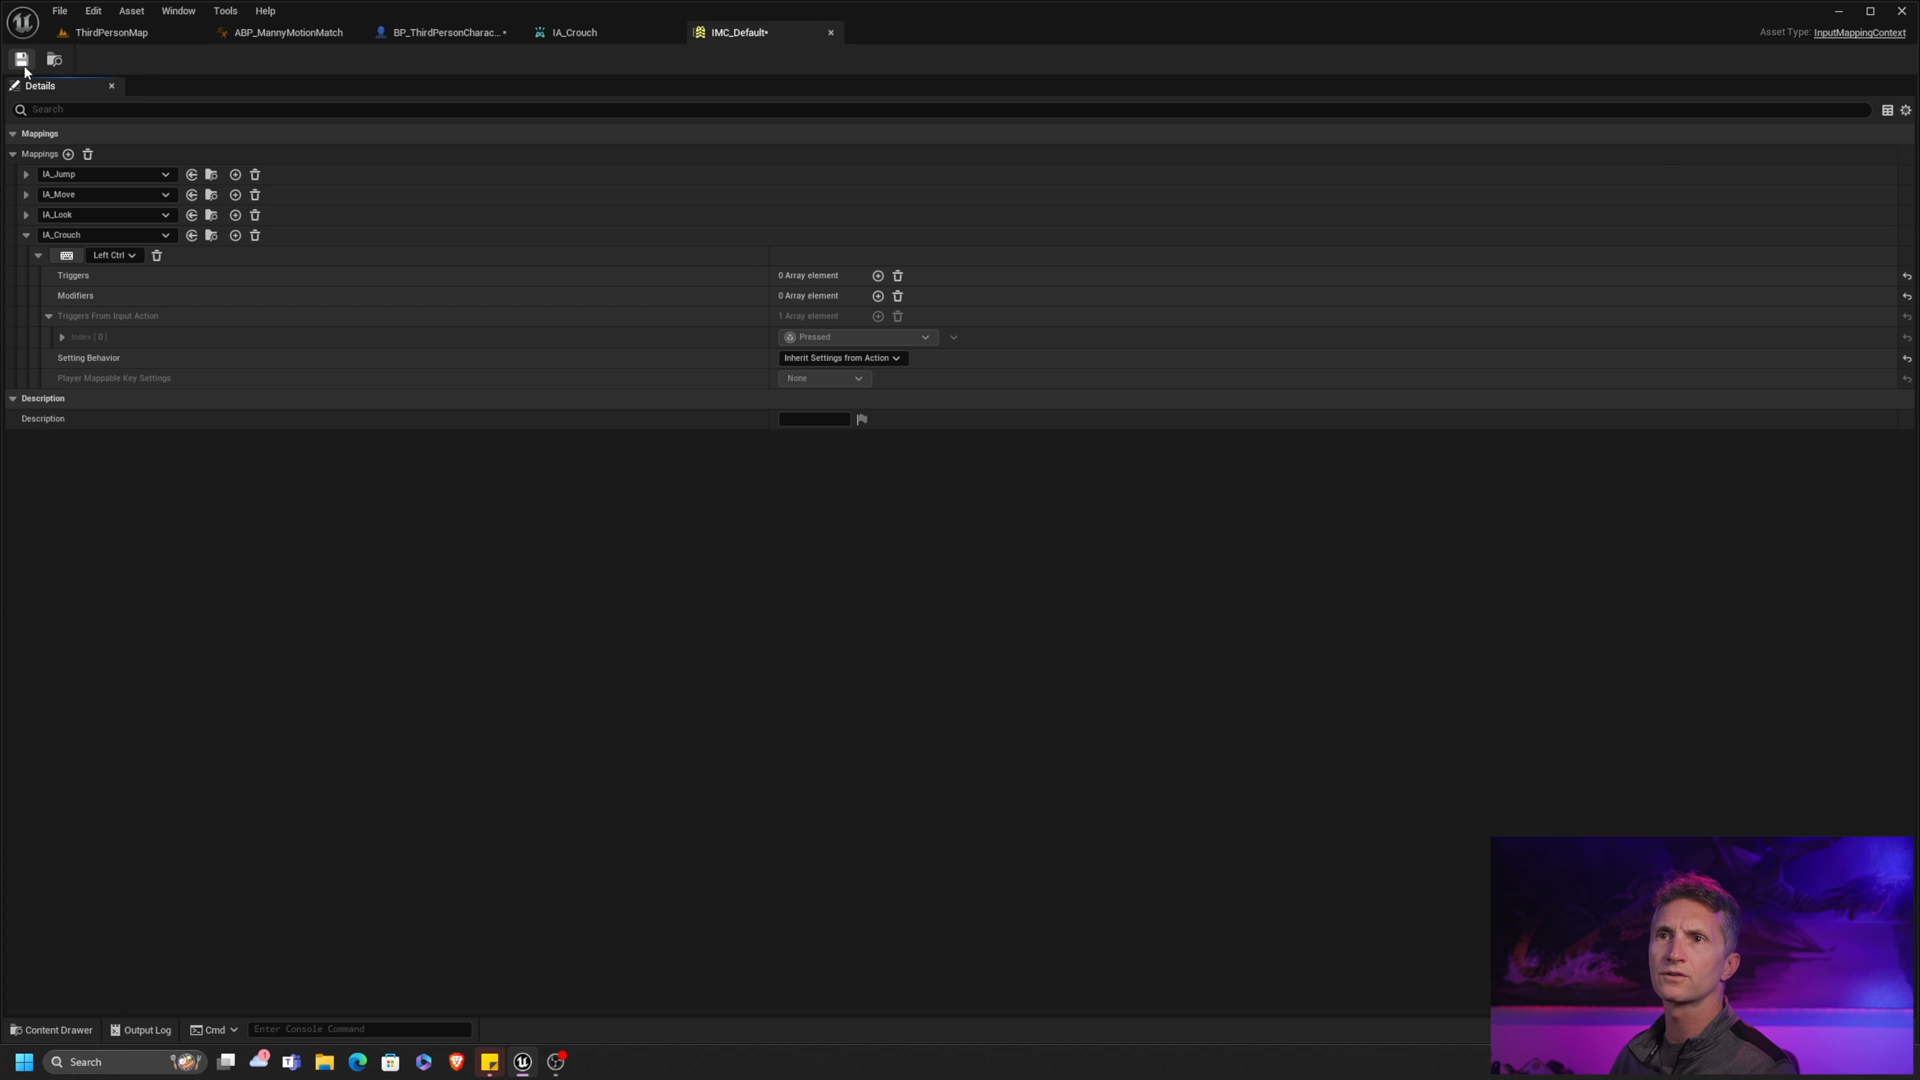 File Edit Window Asset Tools Help
ThirdPersonMap ABP_MannyMotionMatch BP_ThirdPersonCharac...• IA_Crouch IMC_Default•
Asset Type: InputMappingContext
Details
Search
Mappings
Mappings
IA_Jump
IA_Move
IA_Look
IA_Crouch
Left Ctrl
Triggers 0 Array element
Modifiers 0 Array element
Triggers From Input Action 1 Array element
Index [ 0 ] Pressed
Setting Behavior Inherit Settings from Action
Player Mappable Key Settings None
Description
Description
Content Drawer Output Log Cmd Enter Console Command
Search 1